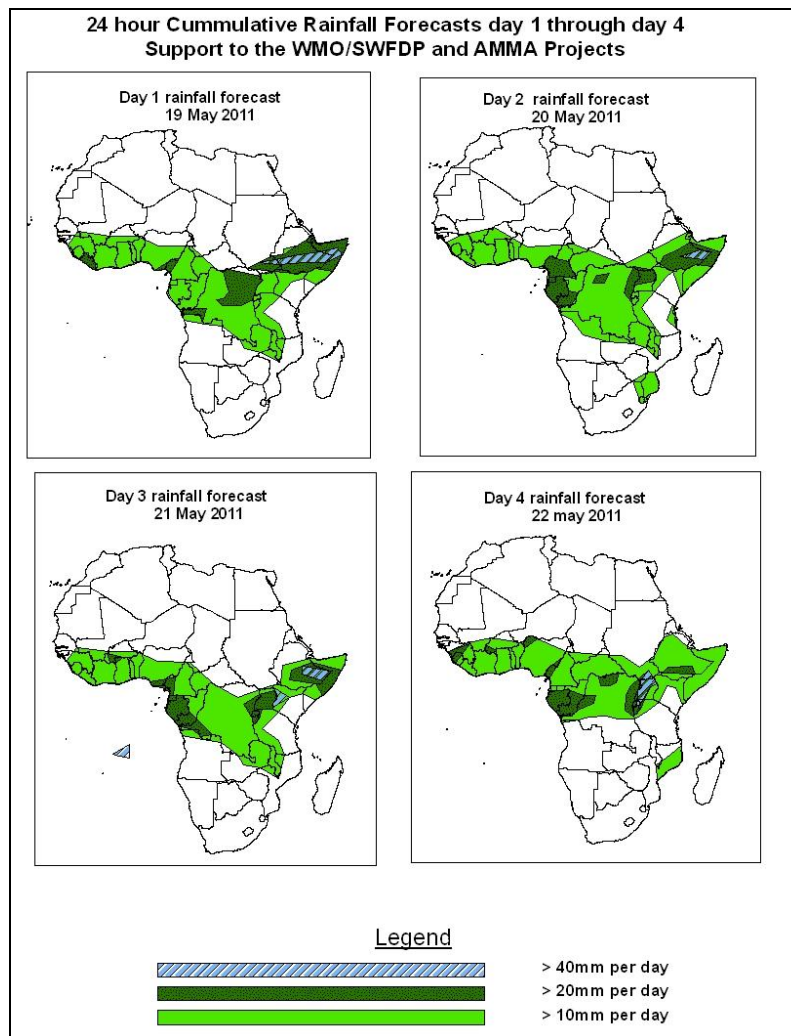 24 hour Cummulative Rainfall Forecasts day 1 through day 4
Support to the WMO/SWFDP and AMMA Projects
Day 1 rainfall forecast
19 May 2011
Day 2 rainfall forecast
20 May 2011
Day 3 rainfall forecast
21 May 2011
Day 4 rainfall forecast
22 may 2011
Legend
> 40mm per day
> 20mm per day
> 10mm per day